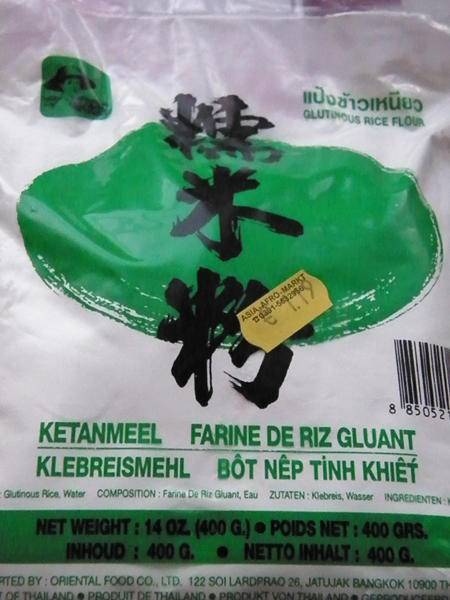 แป้งข้าวเหนียว
GLUTINOUS RICE FLOUR
糯米粉
ASIA-AFRO-MARKT
KETANMEEL FARINE DE RIZ GLUANT
KLEBREISMEHL BỘT NẾP TINH KHIẾT
: Glutinous Rice, Water COMPOSITION : Farine De Riz Gluant, Eau ZUTATEN : Klebreis, Wasser INGREDIENTEN :
NET WEIGHT : 14 OZ. (400 G.) ● POIDS NET : 400 GRS.
INHOUD : 400 G. ● NETTO INHALT : 400 G.
8 85052
RTED BY : ORIENTAL FOOD CO., LTD. 122 SOI LARDPRAO 26, JATUJAK BANGKOK 10900 TH
OF THAILAND ● PRODUIT DE THAILAND ● PRODUKT VON THAILAND ●